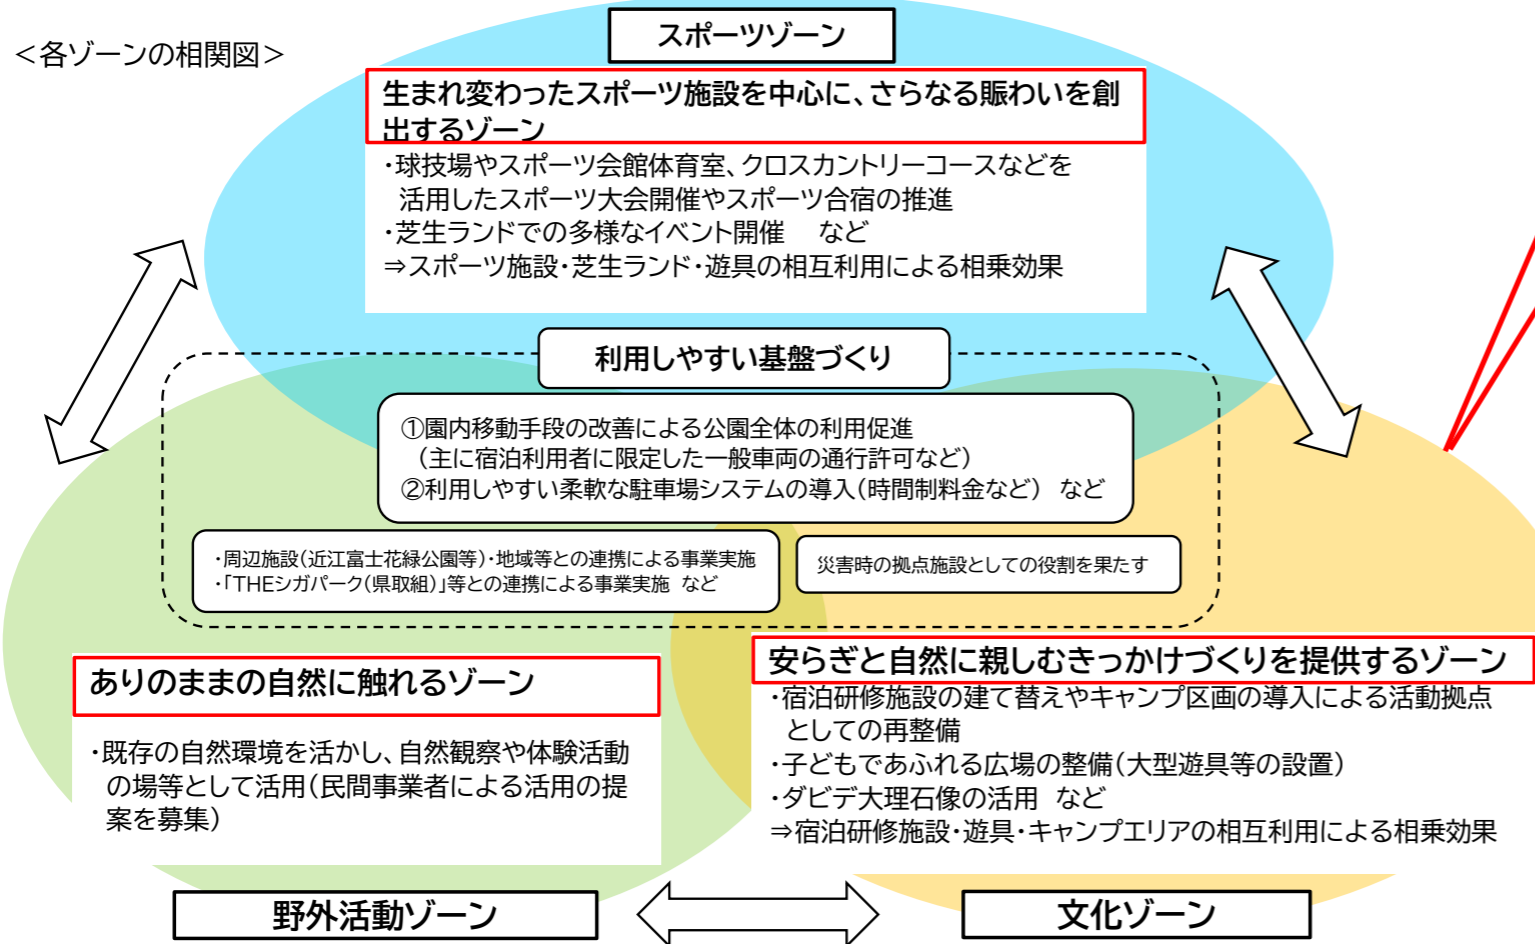 <各ゾーンの相関図>
スポーツゾーン
生まれ変わったスポーツ施設を中心に、さらなる賑わいを創
出するゾーン
・球技場やスポーツ会館体育室、クロスカントリーコースなどを
活用したスポーツ大会開催やスポーツ合宿の推進
・芝生ランドでの多様なイベント開催　など
⇒スポーツ施設・芝生ランド・遊具の相互利用による相乗効果
利用しやすい基盤づくり
①園内移動手段の改善による公園全体の利用促進
（主に宿泊利用者に限定した一般車両の通行許可など）
②利用しやすい柔軟な駐車場システムの導入（時間制料金など）　など
・周辺施設（近江富士花緑公園等）・地域等との連携による事業実施
・「THEシガパーク（県取組）」等との連携による事業実施　など
災害時の拠点施設としての役割を果たす
ありのままの自然に触れるゾーン
・既存の自然環境を活かし、自然観察や体験活動
の場等として活用（民間事業者による活用の提
案を募集）
野外活動ゾーン
安らぎと自然に親しむきっかけづくりを提供するゾーン
・宿泊研修施設の建て替えやキャンプ区画の導入による活動拠点
としての再整備
・子どもであふれる広場の整備（大型遊具等の設置）
・ダビデ大理石像の活用　など
⇒宿泊研修施設・遊具・キャンプエリアの相互利用による相乗効果
文化ゾーン